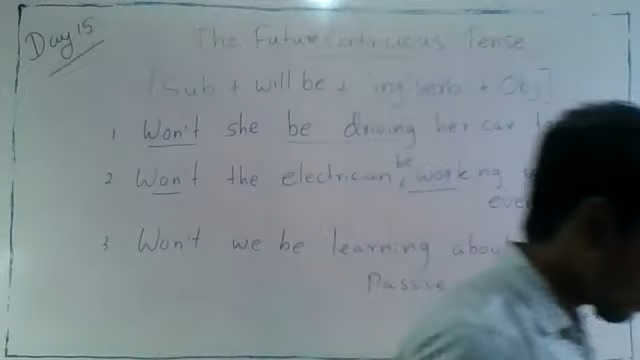 Day 15
The Future Continuous Tense
[Sub + will be + ing verb + Obj]
1 Won't she be driving her car
2 Won't the electrican be working
3 Won't we be learning about
Passive